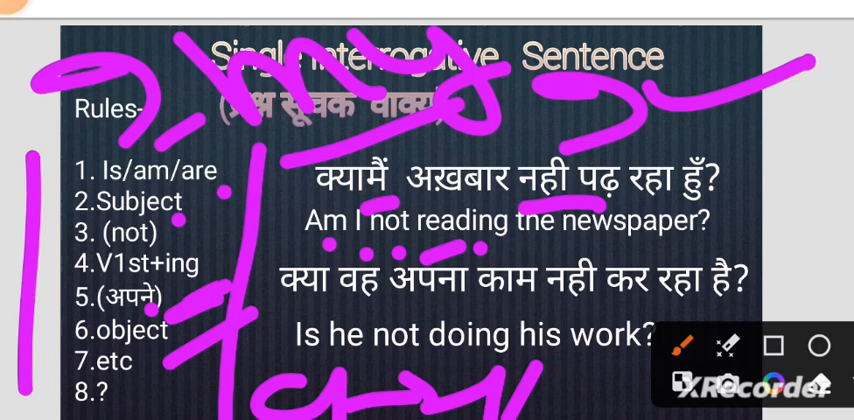 Single Interrogative Sentence
(प्रश्न सूचक वाक्य)
Rules-
1. Is/am/are
2.Subject
3. (not)
4.V1st+ing
5.(अपने)
6.object
7.etc
8.?
क्यामैं अख़बार नही पढ़ रहा हुँ?
Am I not reading the newspaper?
क्या वह अपना काम नही कर रहा है?
Is he not doing his work?
XRecorder